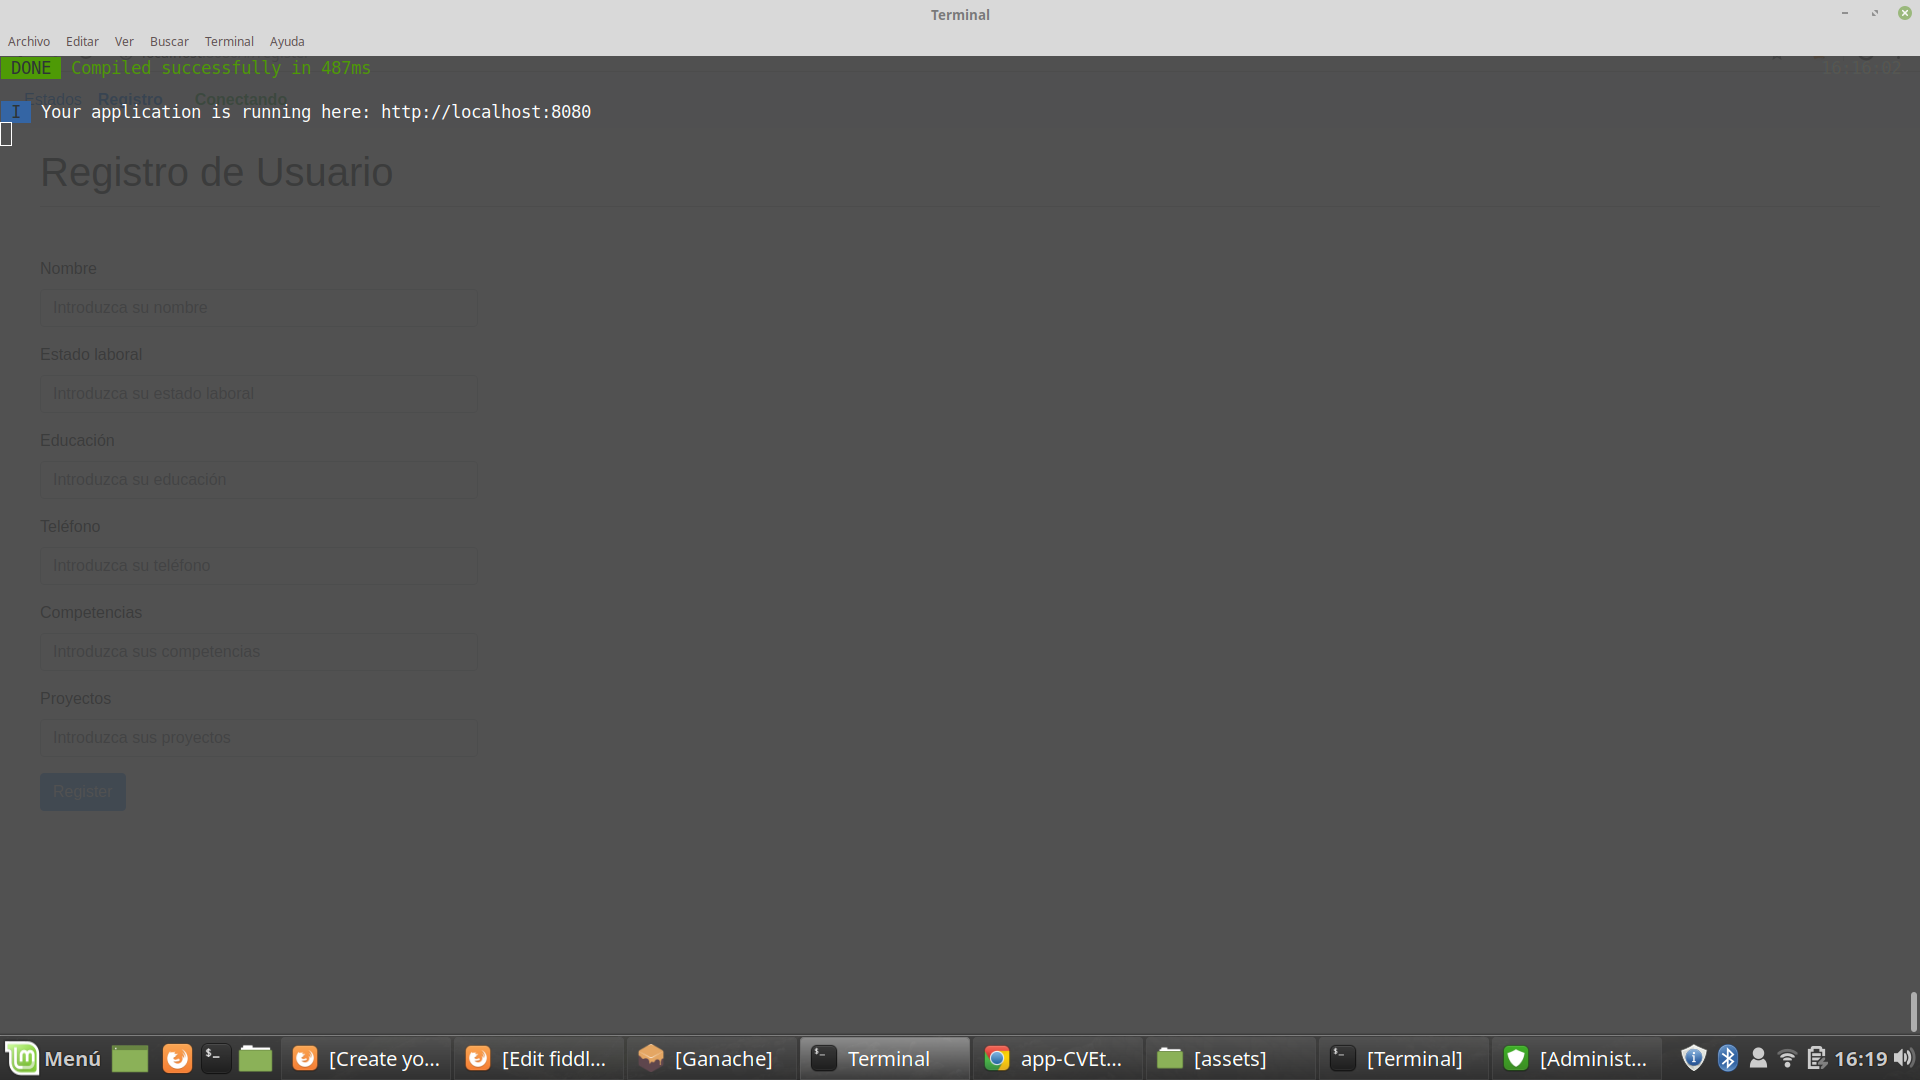 Terminal
Archivo Editar Ver Buscar Terminal Ayuda
DONE Compiled successfully in 487ms
Estados Registro Conectando
I Your application is running here: http://localhost:8080
Registro de Usuario
Nombre
Introduzca su nombre
Estado laboral
Introduzca su estado laboral
Educación
Introduzca su educación
Teléfono
Introduzca su teléfono
Competencias
Introduzca sus competencias
Proyectos
Introduzca sus proyectos
Register
Menú [Create yo... [Edit fiddl... [Ganache] Terminal app-CVEt... [assets] [Terminal] [Administ... 16:19